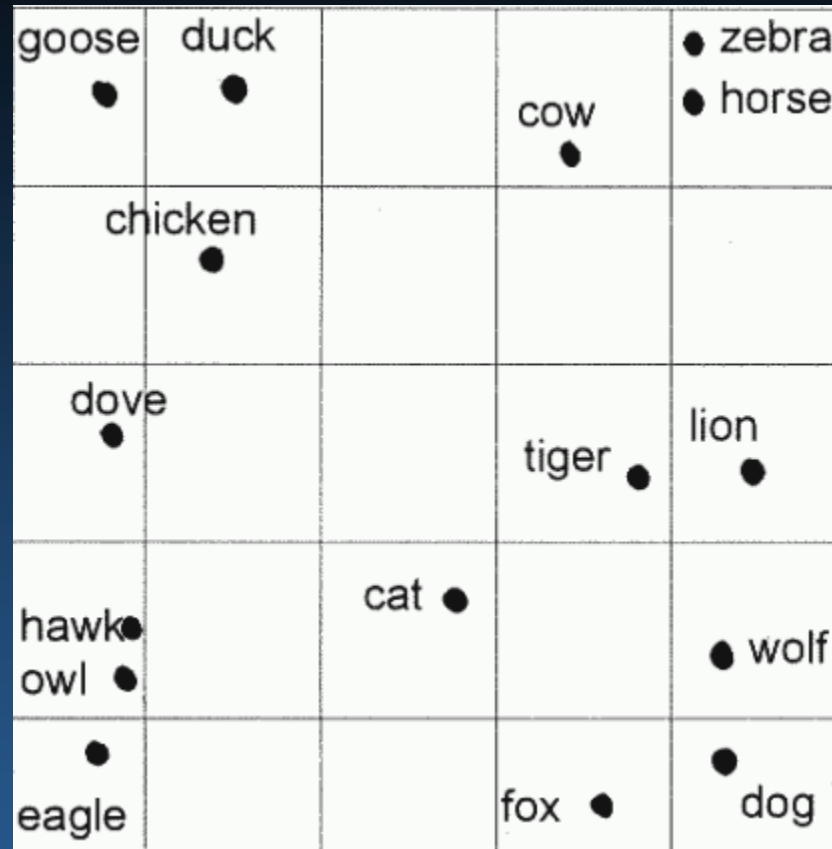 goose
duck
zebra
horse
cow
chicken
dove
lion
tiger
cat
hawk
owl
wolf
eagle
fox
dog